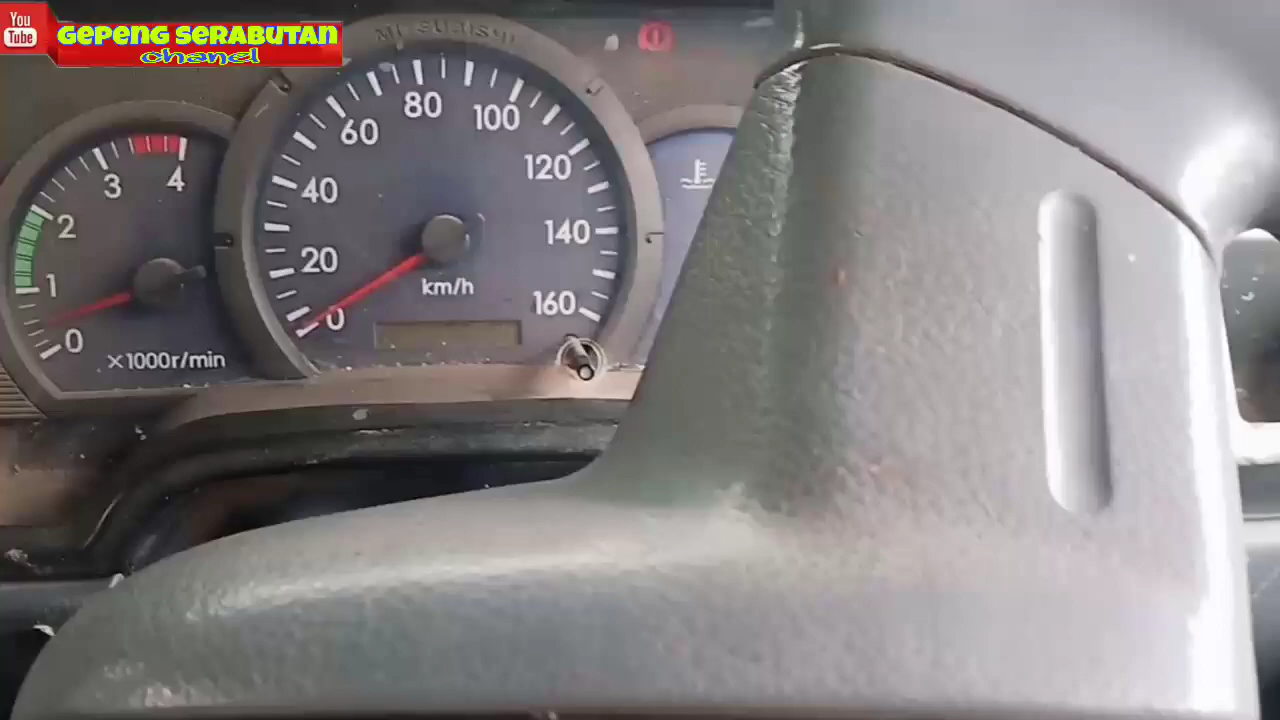 You
Tube
GEPENG SERABUTAN
chanel
MITSUBISHI
0
1
2
3
4
×1000r/min
0
20
40
60
80
100
120
140
160
km/h